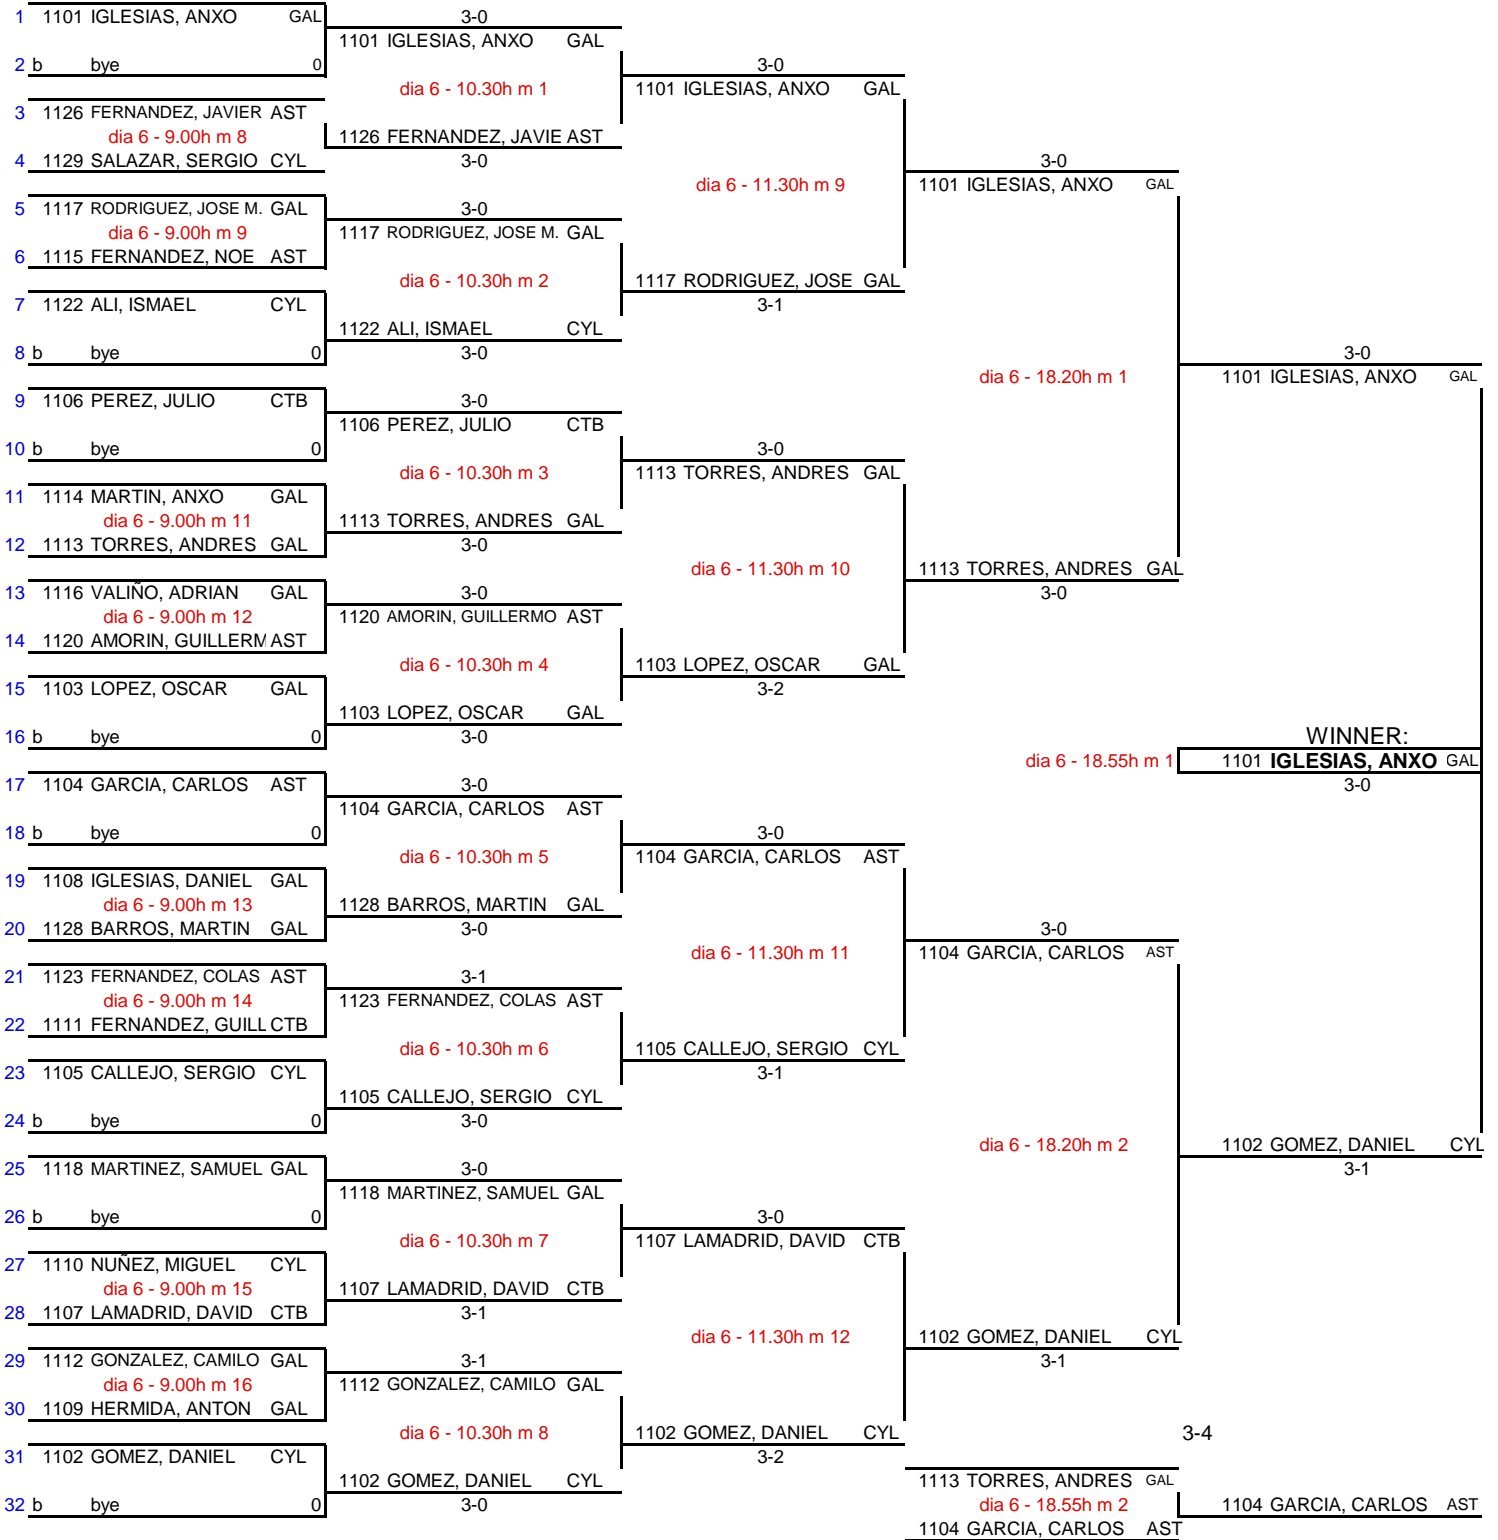 1 1101 IGLESIAS, ANXO GAL
2 b bye 0
3 1126 FERNANDEZ, JAVIER AST
dia 6 - 9.00h m 8
4 1129 SALAZAR, SERGIO CYL
5 1117 RODRIGUEZ, JOSE M. GAL
dia 6 - 9.00h m 9
6 1115 FERNANDEZ, NOE AST
7 1122 ALI, ISMAEL CYL
8 b bye 0
9 1106 PEREZ, JULIO CTB
10 b bye 0
11 1114 MARTIN, ANXO GAL
dia 6 - 9.00h m 11
12 1113 TORRES, ANDRES GAL
13 1116 VALIÑO, ADRIAN GAL
dia 6 - 9.00h m 12
14 1120 AMORIN, GUILLERM AST
15 1103 LOPEZ, OSCAR GAL
16 b bye 0
17 1104 GARCIA, CARLOS AST
18 b bye 0
19 1108 IGLESIAS, DANIEL GAL
dia 6 - 9.00h m 13
20 1128 BARROS, MARTIN GAL
21 1123 FERNANDEZ, COLAS AST
dia 6 - 9.00h m 14
22 1111 FERNANDEZ, GUILL CTB
23 1105 CALLEJO, SERGIO CYL
24 b bye 0
25 1118 MARTINEZ, SAMUEL GAL
26 b bye 0
27 1110 NUÑEZ, MIGUEL CYL
dia 6 - 9.00h m 15
28 1107 LAMADRID, DAVID CTB
29 1112 GONZALEZ, CAMILO GAL
dia 6 - 9.00h m 16
30 1109 HERMIDA, ANTON GAL
31 1102 GOMEZ, DANIEL CYL
32 b bye 0
3-0
1101 IGLESIAS, ANXO GAL
dia 6 - 10.30h m 1
1126 FERNANDEZ, JAVIE AST
3-0
3-0
1117 RODRIGUEZ, JOSE M. GAL
dia 6 - 10.30h m 2
1122 ALI, ISMAEL CYL
3-0
3-0
1106 PEREZ, JULIO CTB
dia 6 - 10.30h m 3
1113 TORRES, ANDRES GAL
3-0
3-0
1120 AMORIN, GUILLERMO AST
dia 6 - 10.30h m 4
1103 LOPEZ, OSCAR GAL
3-0
3-0
1104 GARCIA, CARLOS AST
dia 6 - 10.30h m 5
1128 BARROS, MARTIN GAL
3-0
3-1
1123 FERNANDEZ, COLAS AST
dia 6 - 10.30h m 6
1105 CALLEJO, SERGIO CYL
3-0
3-0
1118 MARTINEZ, SAMUEL GAL
dia 6 - 10.30h m 7
1107 LAMADRID, DAVID CTB
3-1
3-1
1112 GONZALEZ, CAMILO GAL
dia 6 - 10.30h m 8
1102 GOMEZ, DANIEL CYL
3-0
3-0
1101 IGLESIAS, ANXO GAL
dia 6 - 11.30h m 9
1117 RODRIGUEZ, JOSE GAL
3-1
3-0
1113 TORRES, ANDRES GAL
dia 6 - 11.30h m 10
1103 LOPEZ, OSCAR GAL
3-2
3-0
1104 GARCIA, CARLOS AST
dia 6 - 11.30h m 11
1105 CALLEJO, SERGIO CYL
3-1
3-0
1107 LAMADRID, DAVID CTB
dia 6 - 11.30h m 12
1102 GOMEZ, DANIEL CYL
3-2
3-0
1101 IGLESIAS, ANXO GAL
dia 6 - 18.20h m 1
1113 TORRES, ANDRES GAL
3-0
3-0
1104 GARCIA, CARLOS AST
dia 6 - 18.20h m 2
1102 GOMEZ, DANIEL CYL
3-1
3-0
1101 IGLESIAS, ANXO GAL
WINNER:
dia 6 - 18.55h m 1 1101 IGLESIAS, ANXO GAL
3-0
1102 GOMEZ, DANIEL CYL
3-1
3-4
1113 TORRES, ANDRES GAL
dia 6 - 18.55h m 2 1104 GARCIA, CARLOS AST
1104 GARCIA, CARLOS AST